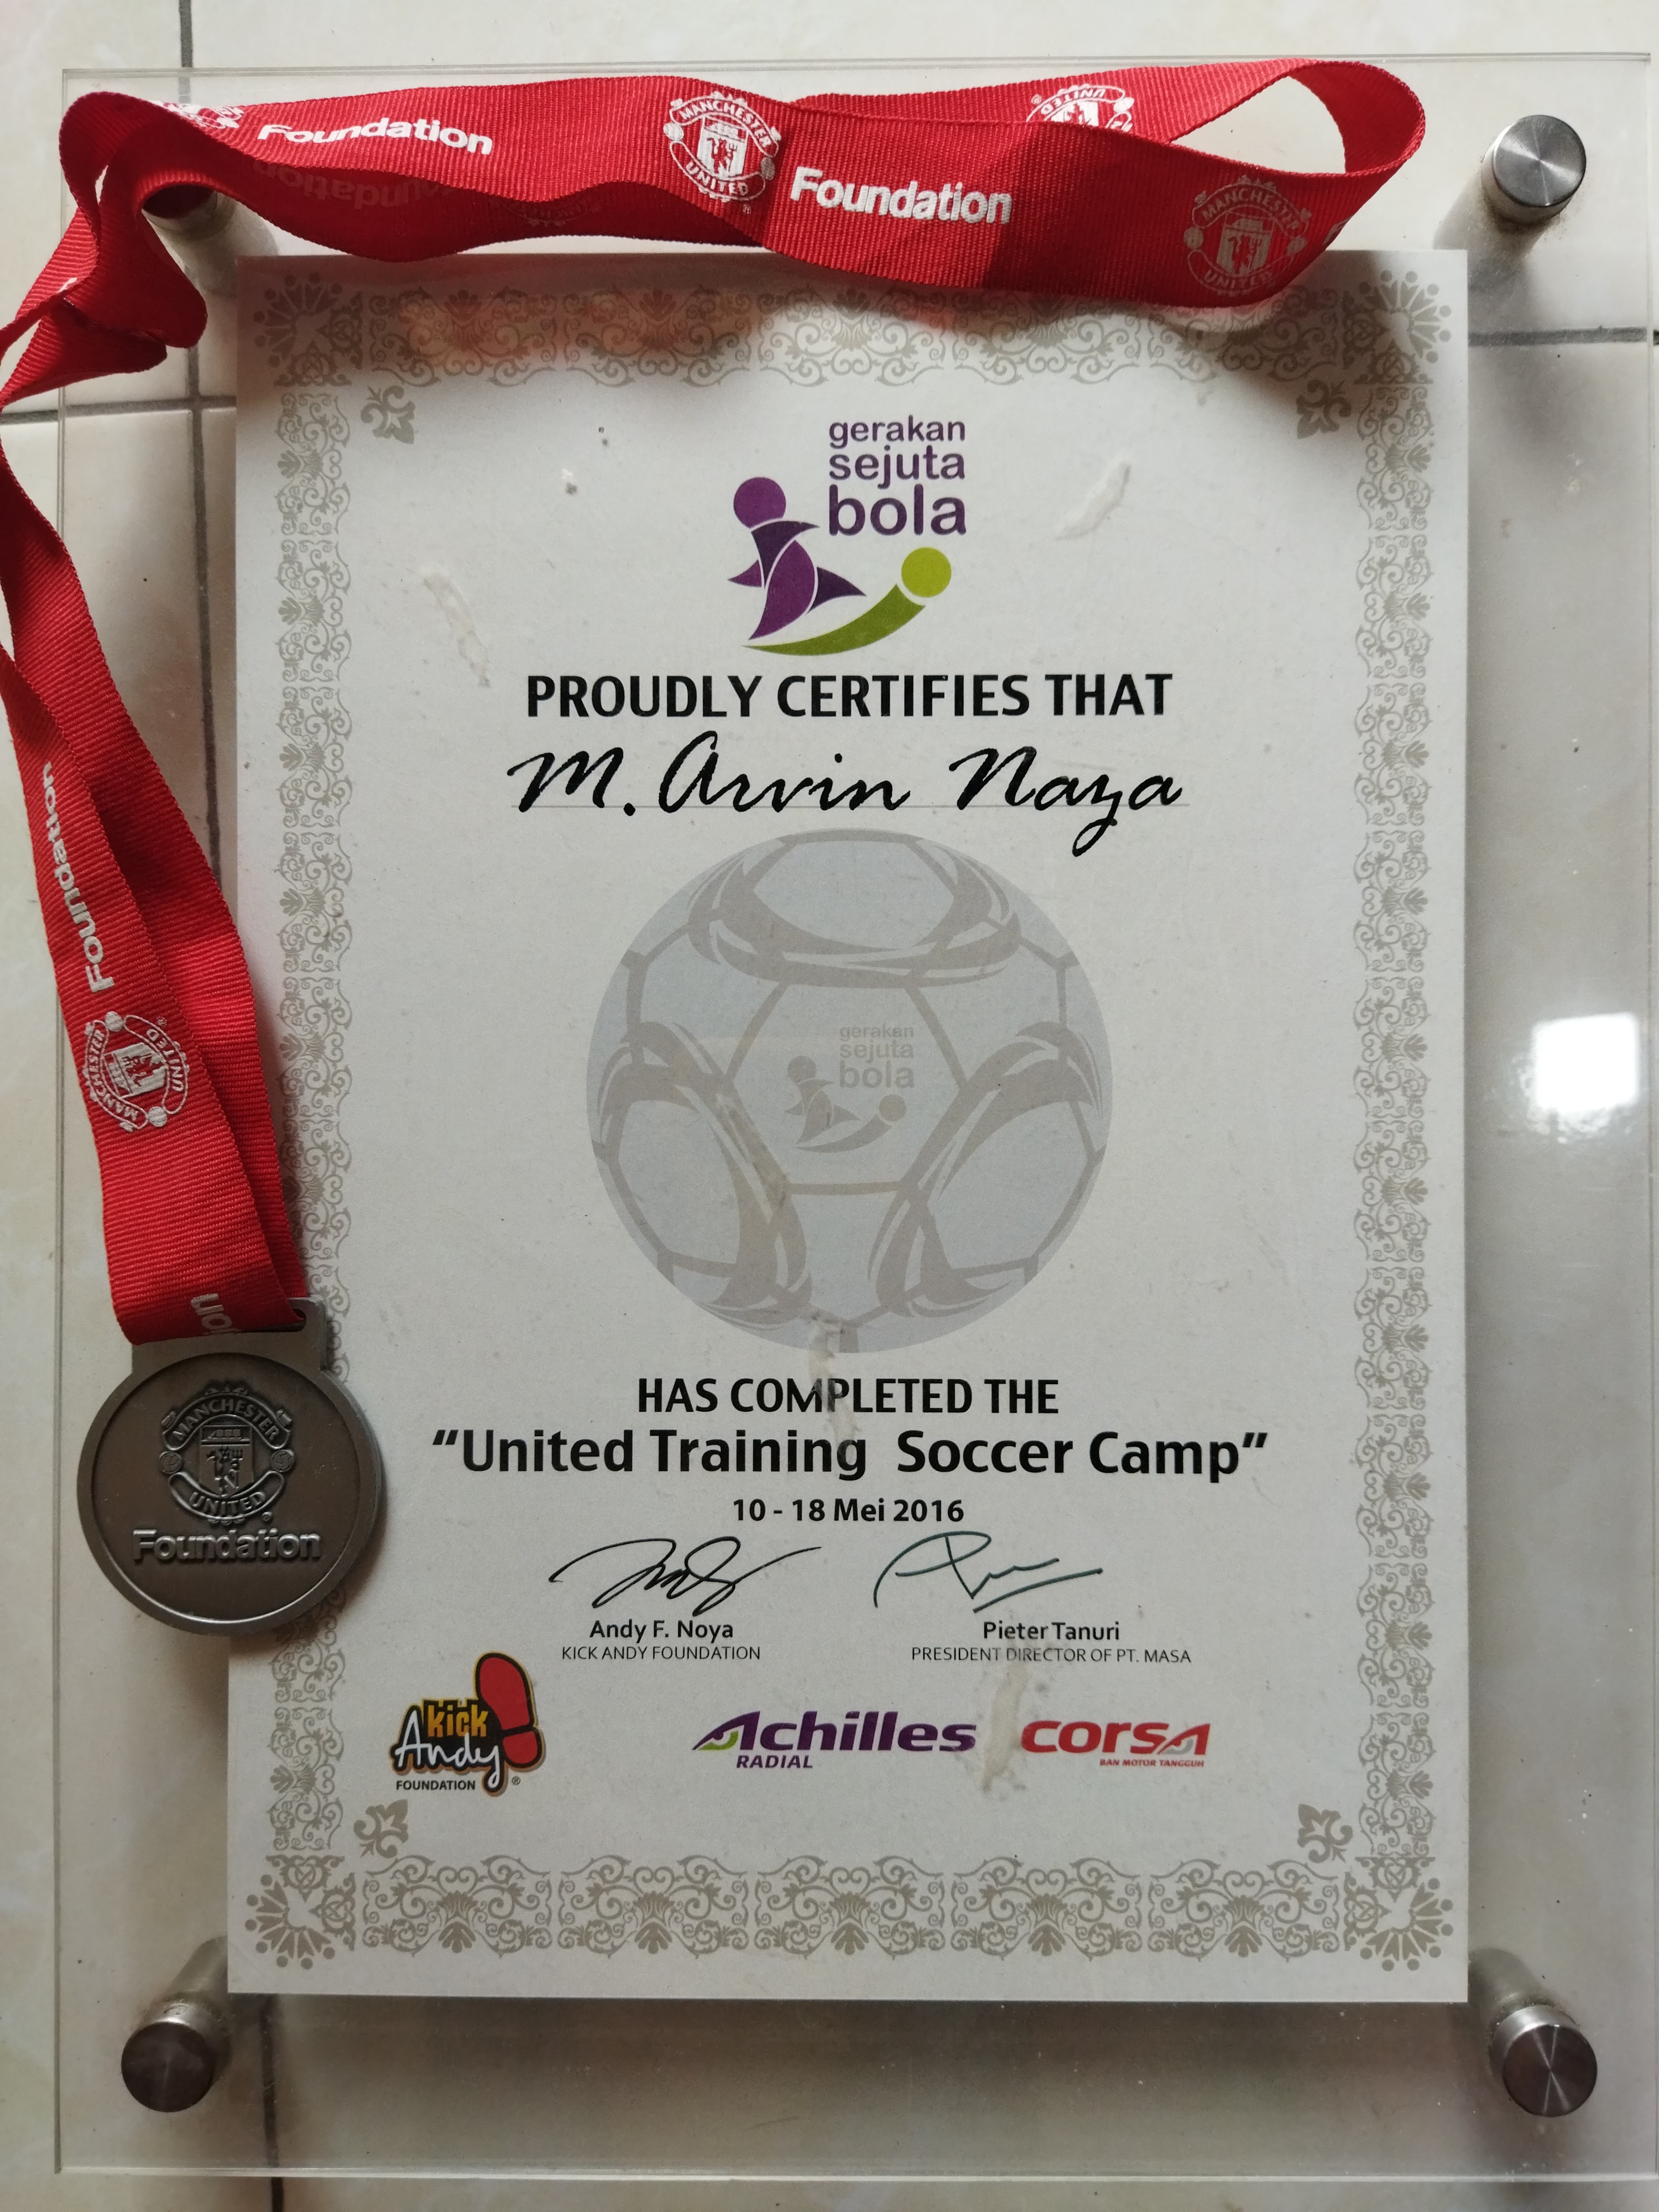 Foundation
MANCHESTER
UNITED
Foundation
UNITED
MANCHESTER
UNITED
gerakan
sejuta
bola
PROUDLY CERTIFIES THAT
M. Arvin Naza
gerakan
sejuta
bola
Foundation
MANCHESTER
UNITED
HAS COMPLETED THE
“United Training Soccer Camp”
10 - 18 Mei 2016
MANCHESTER
UNITED
Foundation
Andy F. Noya
KICK ANDY FOUNDATION
Pieter Tanuri
PRESIDENT DIRECTOR OF PT. MASA
kick
Andy
FOUNDATION ®
Achilles
RADIAL
CORSA
BAN MOTOR TANGGUH